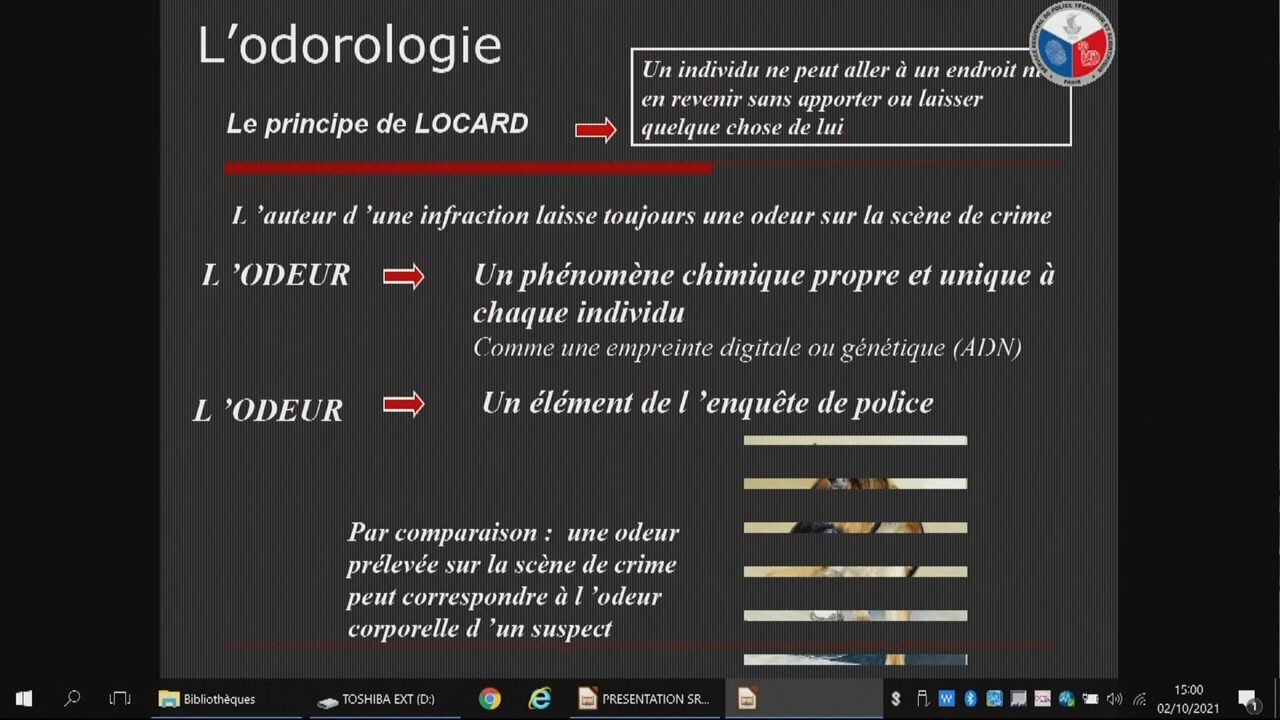 L’odorologie
Un individu ne peut aller à un endroit
en revenir sans apporter ou laisser
quelque chose de lui
Le principe de LOCARD
L ’auteur d ’une infraction laisse toujours une odeur sur la scène de crime
L ’ODEUR
Un phénomène chimique propre et unique à
chaque individu
Comme une empreinte digitale ou génétique (ADN)
L ’ODEUR
Un élément de l ’enquête de police
Par comparaison : une odeur
prélevée sur la scène de crime
peut correspondre à l ’odeur
corporelle d ’un suspect
Bibliothèques
TOSHIBA EXT (D:)
PRESENTATION SR...
15:00
02/10/2021
1